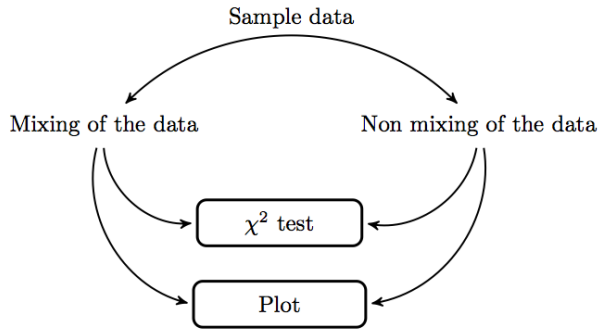 Sample data
Mixing of the data
Non mixing of the data
χ² test
Plot